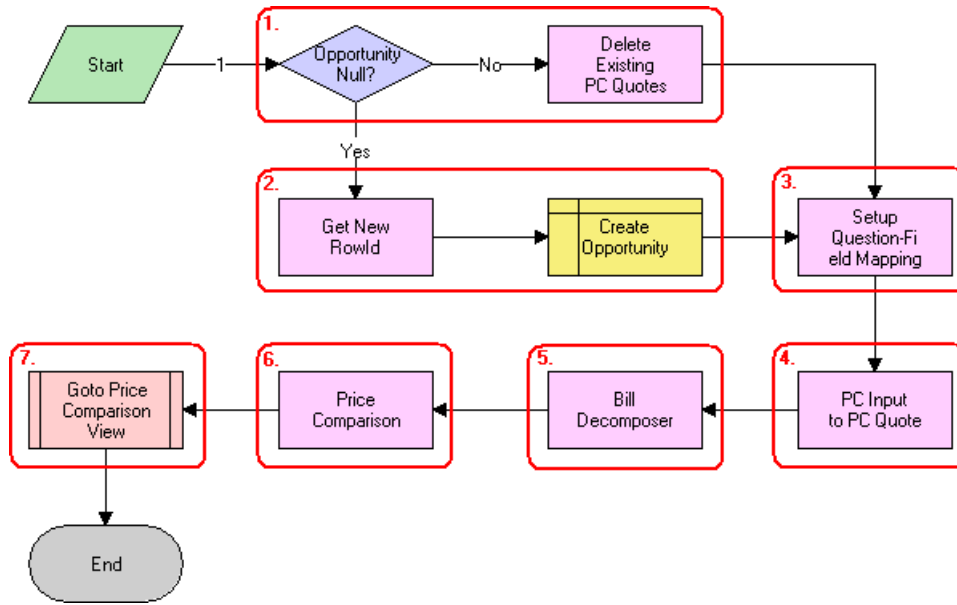 1.
Start
1
Opportunity
Null?
No
Delete
Existing
PC Quotes
Yes
2.
Get New
RowId
Create
Opportunity
3.
Setup
Question-Fi
eld Mapping
7.
Goto Price
Comparison
View
6.
Price
Comparison
5.
Bill
Decomposer
4.
PC Input
to PC Quote
End